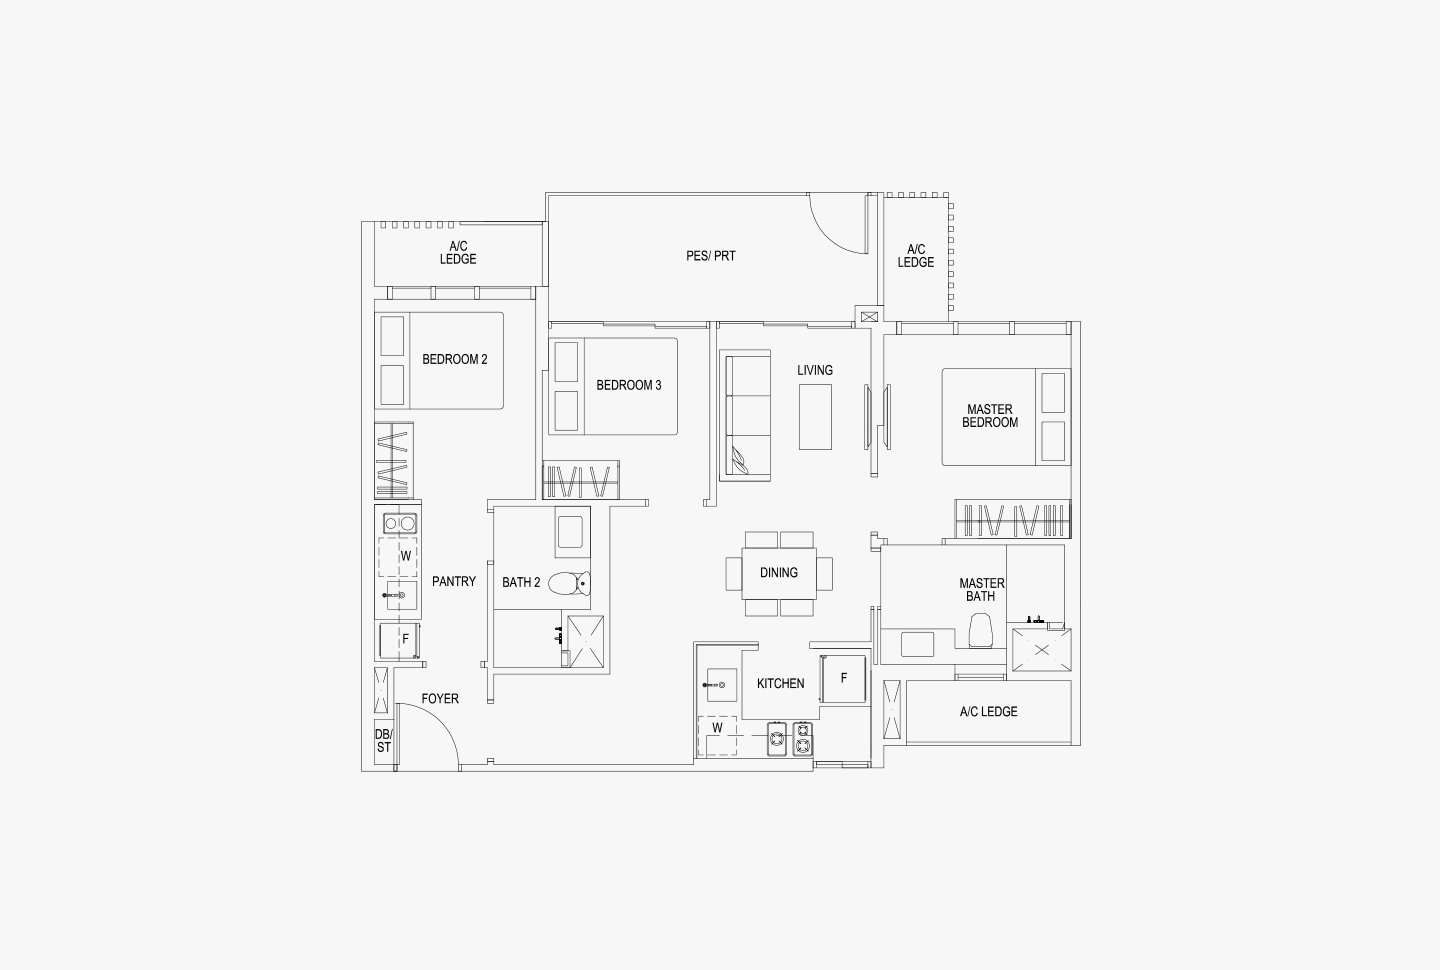 A/C
LEDGE
PES/ PRT
A/C
LEDGE
BEDROOM 2
BEDROOM 3
LIVING
MASTER
BEDROOM
W
PANTRY
BATH 2
DINING
MASTER
BATH
F
FOYER
KITCHEN
F
DB/
ST
W
A/C LEDGE